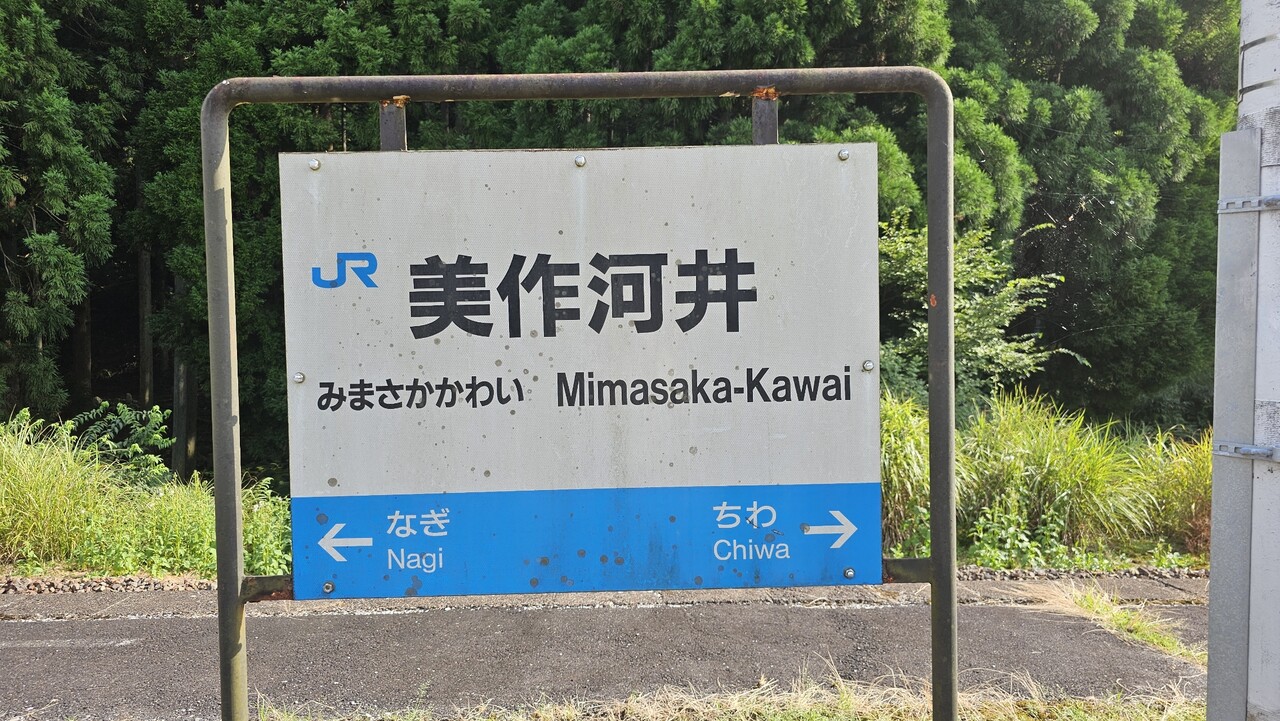 JR 美作河井
みまさかかわい Mimasaka-Kawai
← なぎ ちわ →
Nagi Chiwa